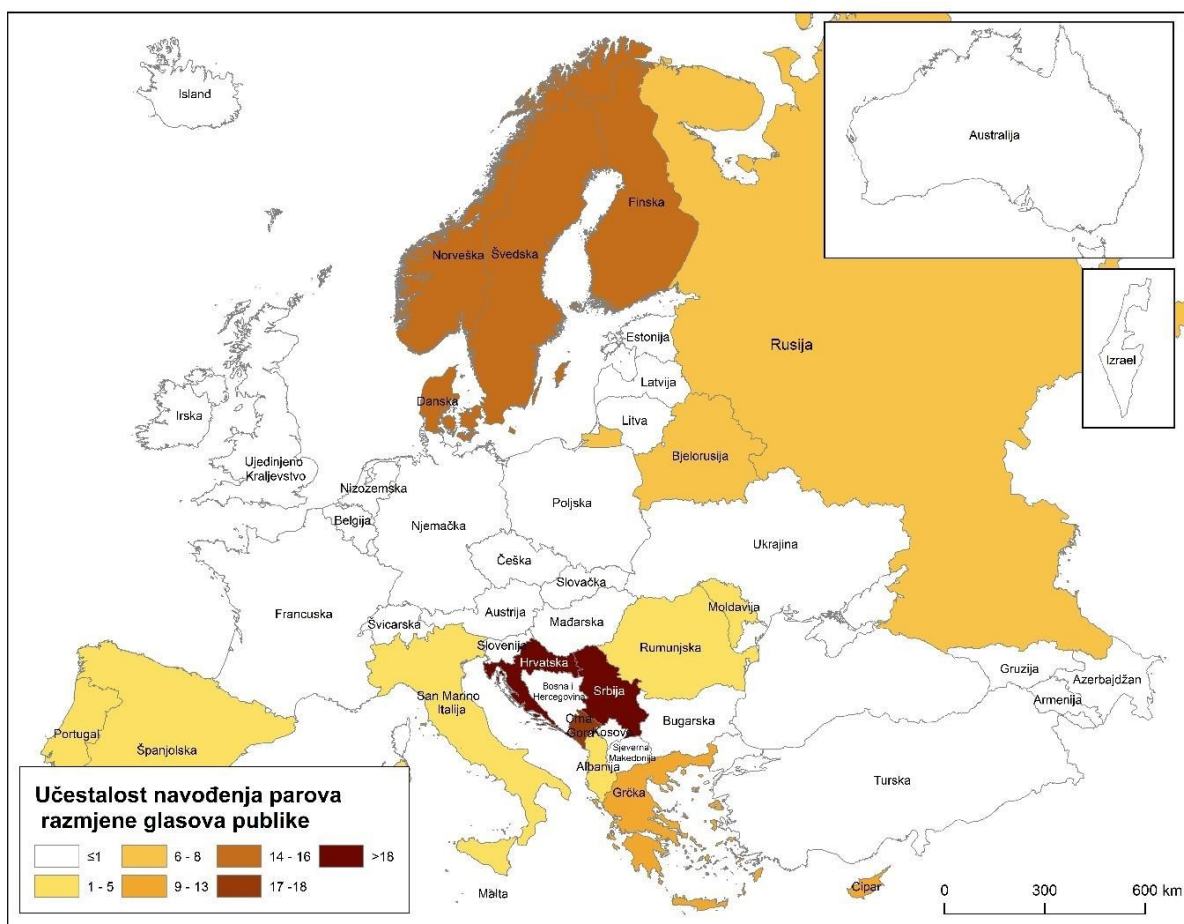 Island
Australija
Finska
Norveška
Švedska
Izrael
Rusija
Estonija
Latvija
Danska
Litva
Irska
Bjelorusija
Ujedinjeno
Kraljevstvo
Nizozemska
Poljska
Belgija
Njemačka
Ukrajina
Češka
Slovačka
Francuska
Austrija
Moldavija
Švicarska
Mađarska
Slovenija
Rumunjska
Hrvatska
Gruzija
Azerbajdžan
Bosna i
Hercegovina
Srbija
San Marino
Italija
Armenija
Crna
Gora
Kosovo
Bugarska
Portugal
Španjolska
Sjeverna
Makedonija
Albanija
Turska
Grčka
Učestalost navođenja parova
razmjene glasova publike
≤1
6 - 8
14 - 16
>18
1 - 5
9 - 13
17 -18
Malta
Cipar
0 300 600 km